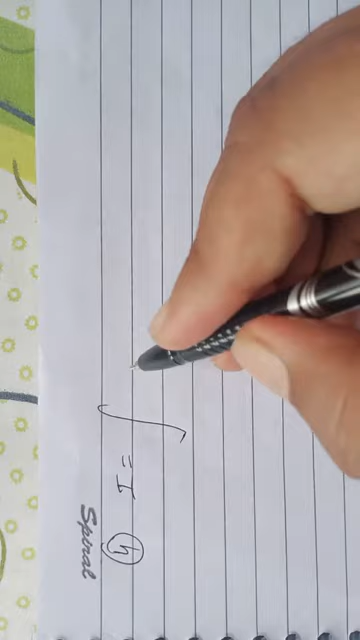 ④ I = ∫
Spiral